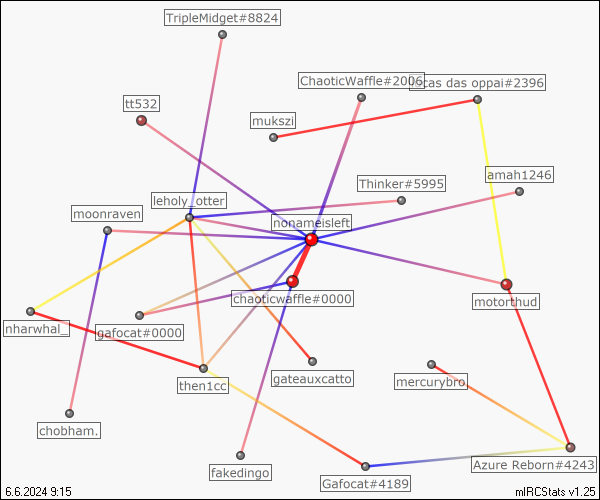 TripleMidget#8824
ChaoticWaffle#2006
cas das oppai#2396
tt532
mukszi
Thinker#5995
amah1246
leholy_otter
moonraven
nonameisleft
chaoticwaffle#0000
motorthud
nharwhal_
gafocat#0000
then1cc
gateauxcatto
mercurybro.
chobham.
fakedingo
Azure Reborn#4243
Gafocat#4189
6.6.2024 9:15
mIRCStats v1.25